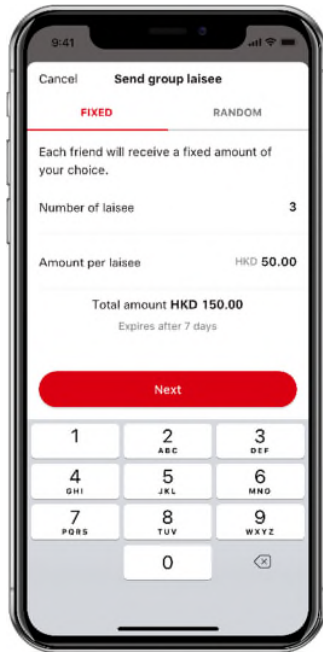 9:41
Cancel Send group laisee
FIXED RANDOM
Each friend will receive a fixed amount of
your choice.
Number of laisee 3
Amount per laisee HKD 50.00
Total amount HKD 150.00
Expires after 7 days
Next
1 2 3
ABC DEF
4 5 6
GHI JKL MNO
7 8 9
PQRS TUV WXYZ
0